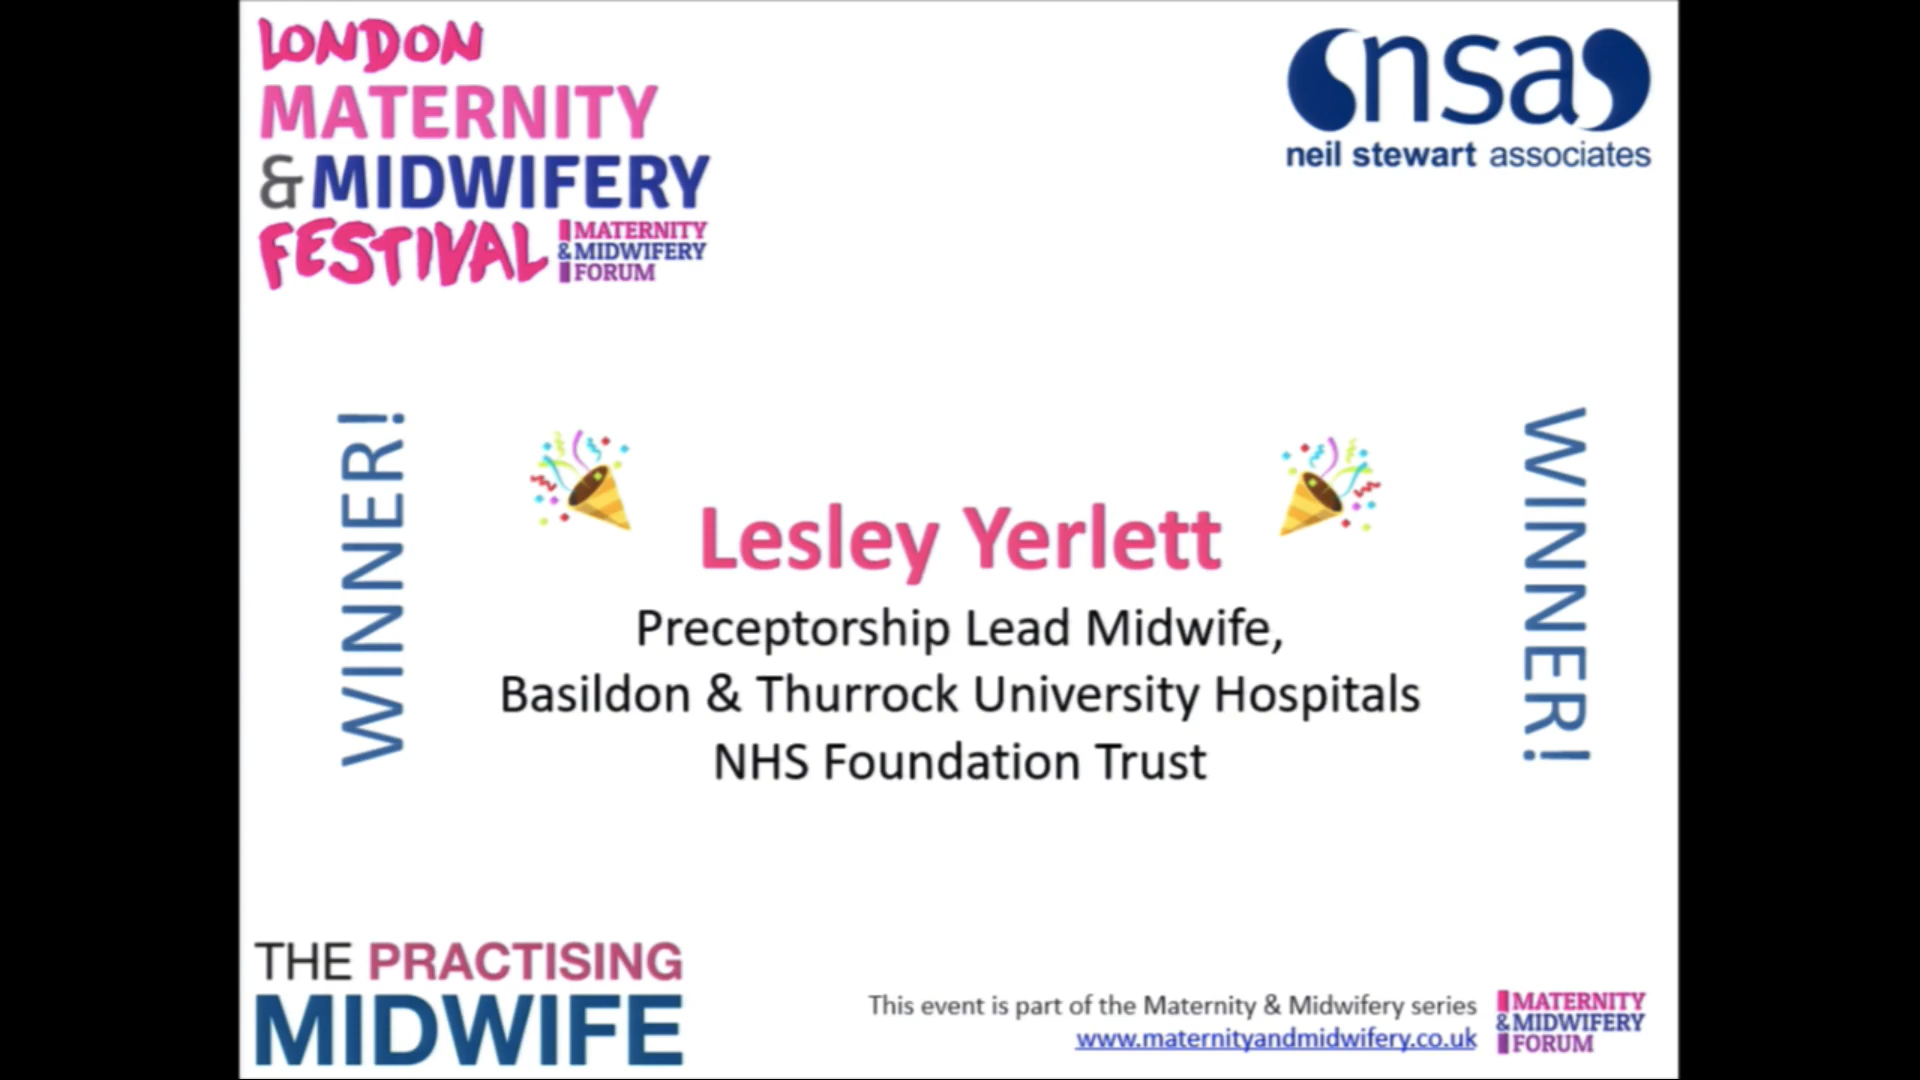 LONDON
MATERNITY
&MIDWIFERY
FESTIVAL
MATERNITY
&MIDWIFERY
FORUM
nsa
neil stewart associates
WINNER!
WINNER!
Lesley Yerlett
Preceptorship Lead Midwife,
Basildon & Thurrock University Hospitals
NHS Foundation Trust
THE PRACTISING
MIDWIFE
This event is part of the Maternity & Midwifery series
www.maternityandmidwifery.co.uk
MATERNITY
&MIDWIFERY
FORUM